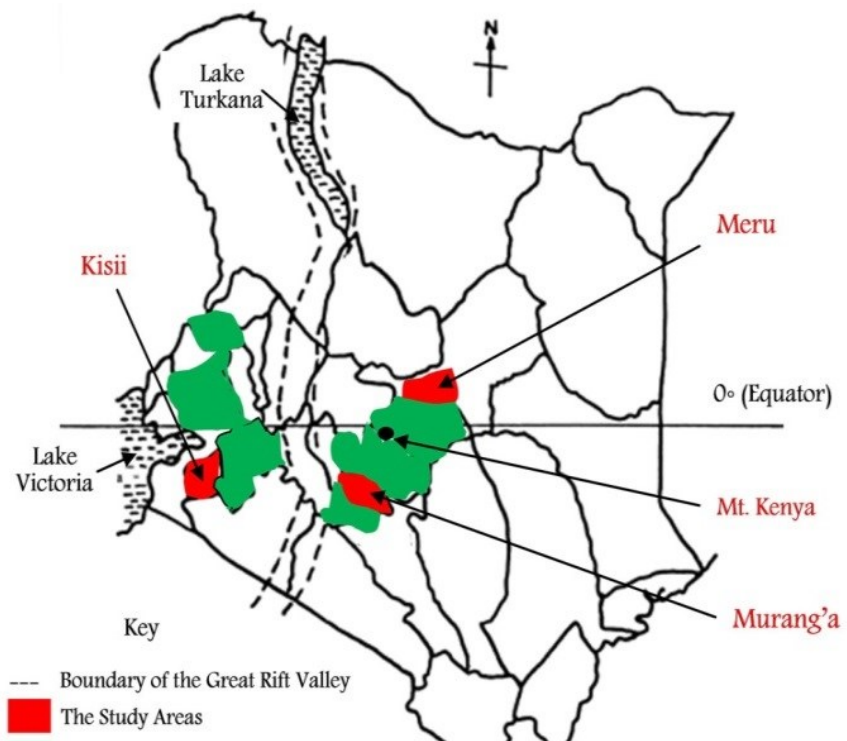 N
Lake
Turkana
Meru
Kisii
0° (Equator)
Lake
Victoria
Mt. Kenya
Murang'a
Key
Boundary of the Great Rift Valley
The Study Areas